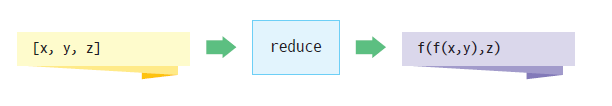 [x, y, z]
reduce
f(f(x,y),z)